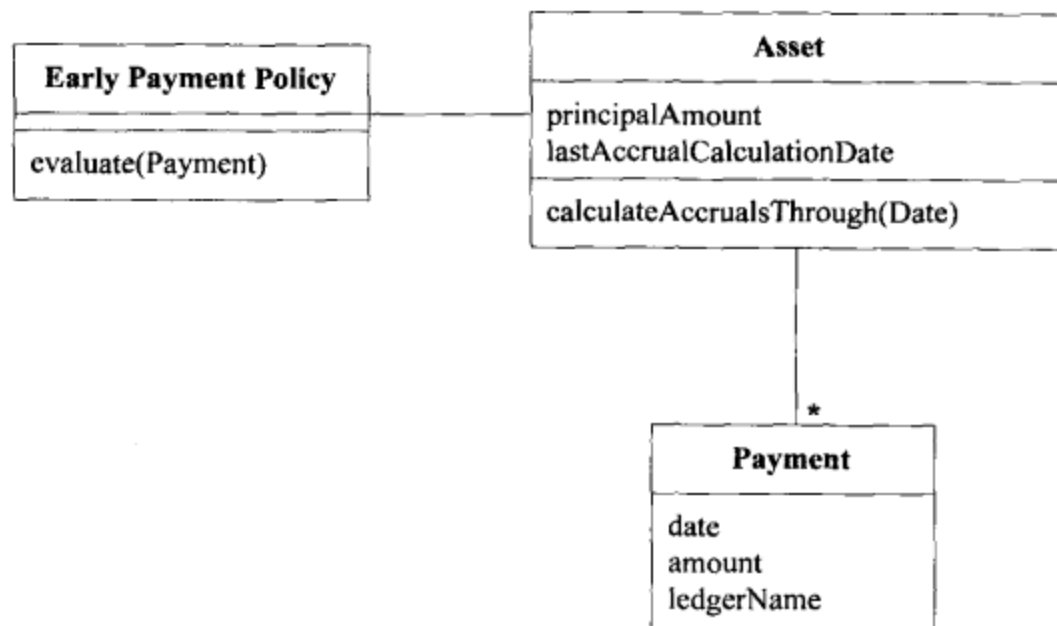 Early Payment Policy
evaluate(Payment)
Asset
principalAmount
lastAccrualCalculationDate
calculateAccrualsThrough(Date)
*
Payment
date
amount
ledgerName